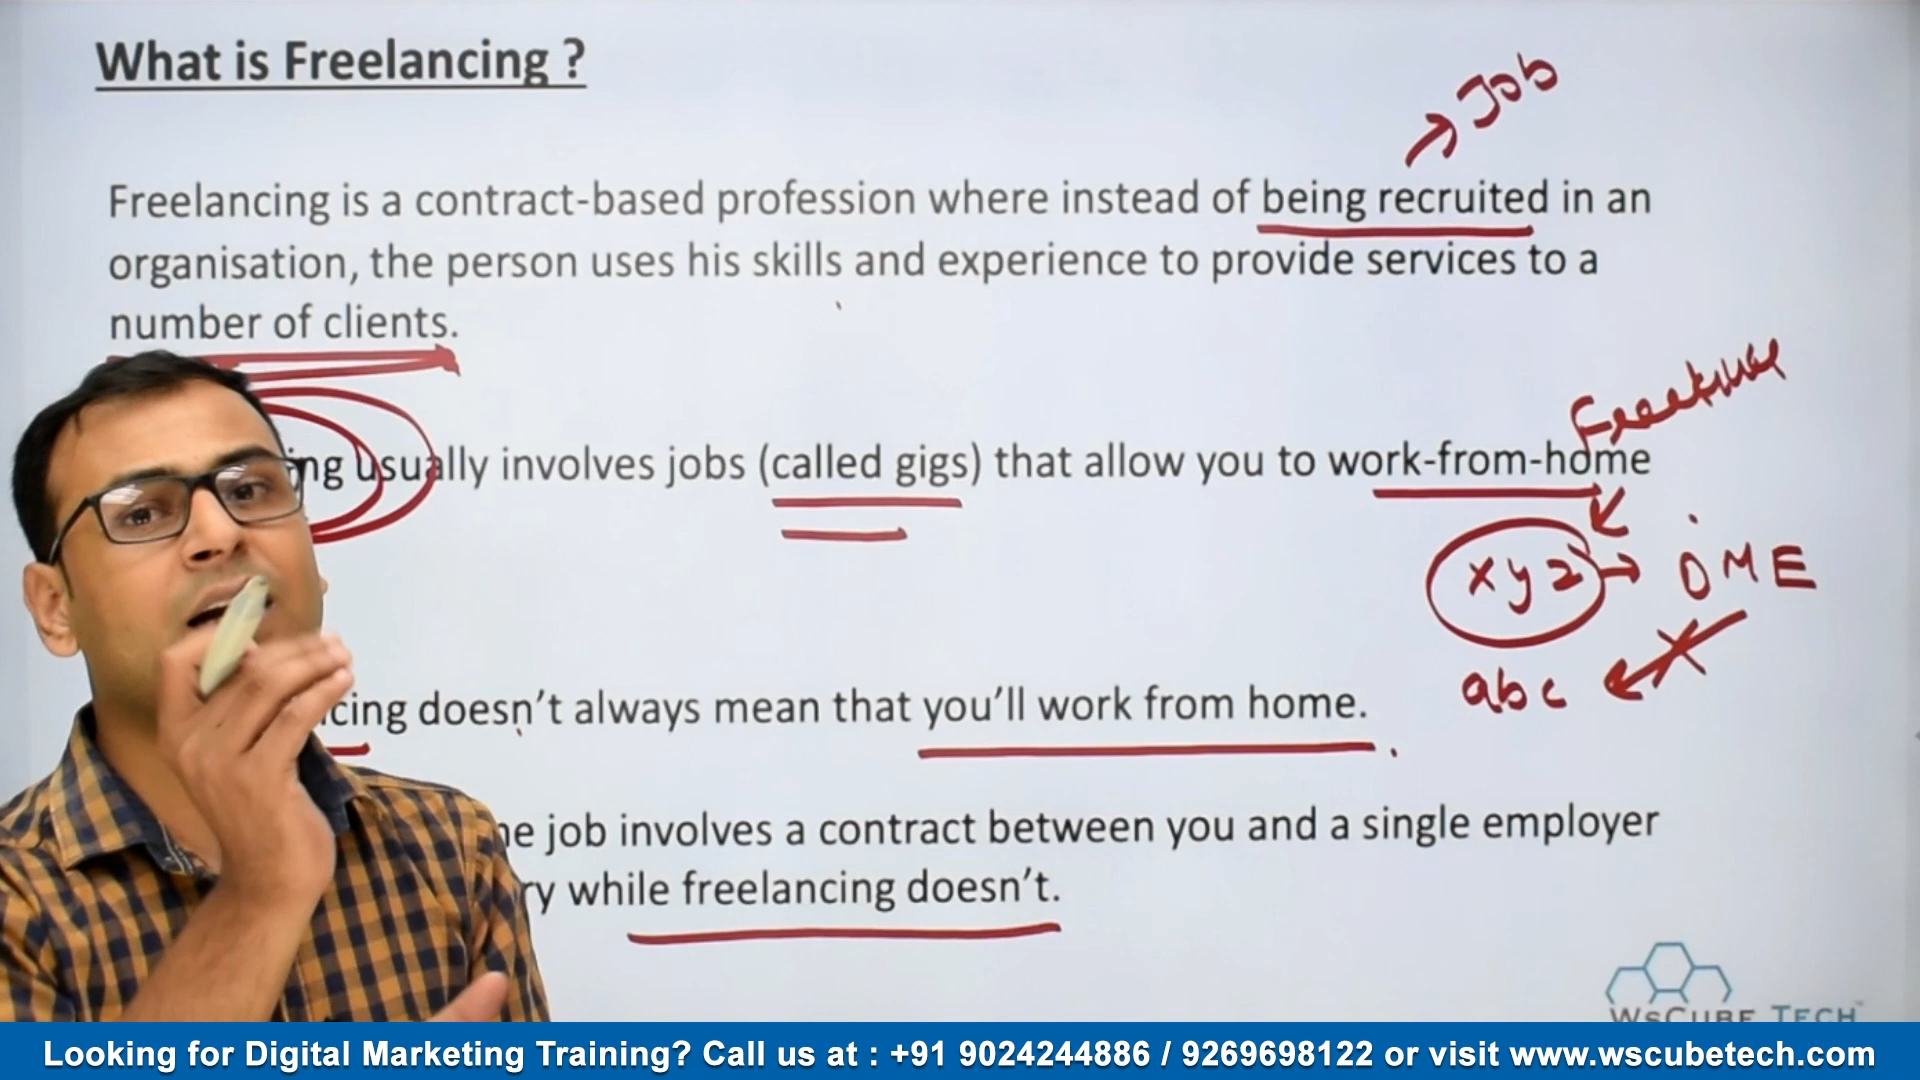 What is Freelancing ?
Job
Freelancing is a contract-based profession where instead of being recruited in an
organisation, the person uses his skills and experience to provide services to a
number of clients.
ing usually involves jobs (called gigs) that allow you to work-from-home
xyz
OME
cing doesn't always mean that you'll work from home.
abc
job involves a contract between you and a single employer
while freelancing doesn't.
WsCube Tech
Looking for Digital Marketing Training? Call us at : +91 9024244886 / 9269698122 or visit www.wscubetech.com